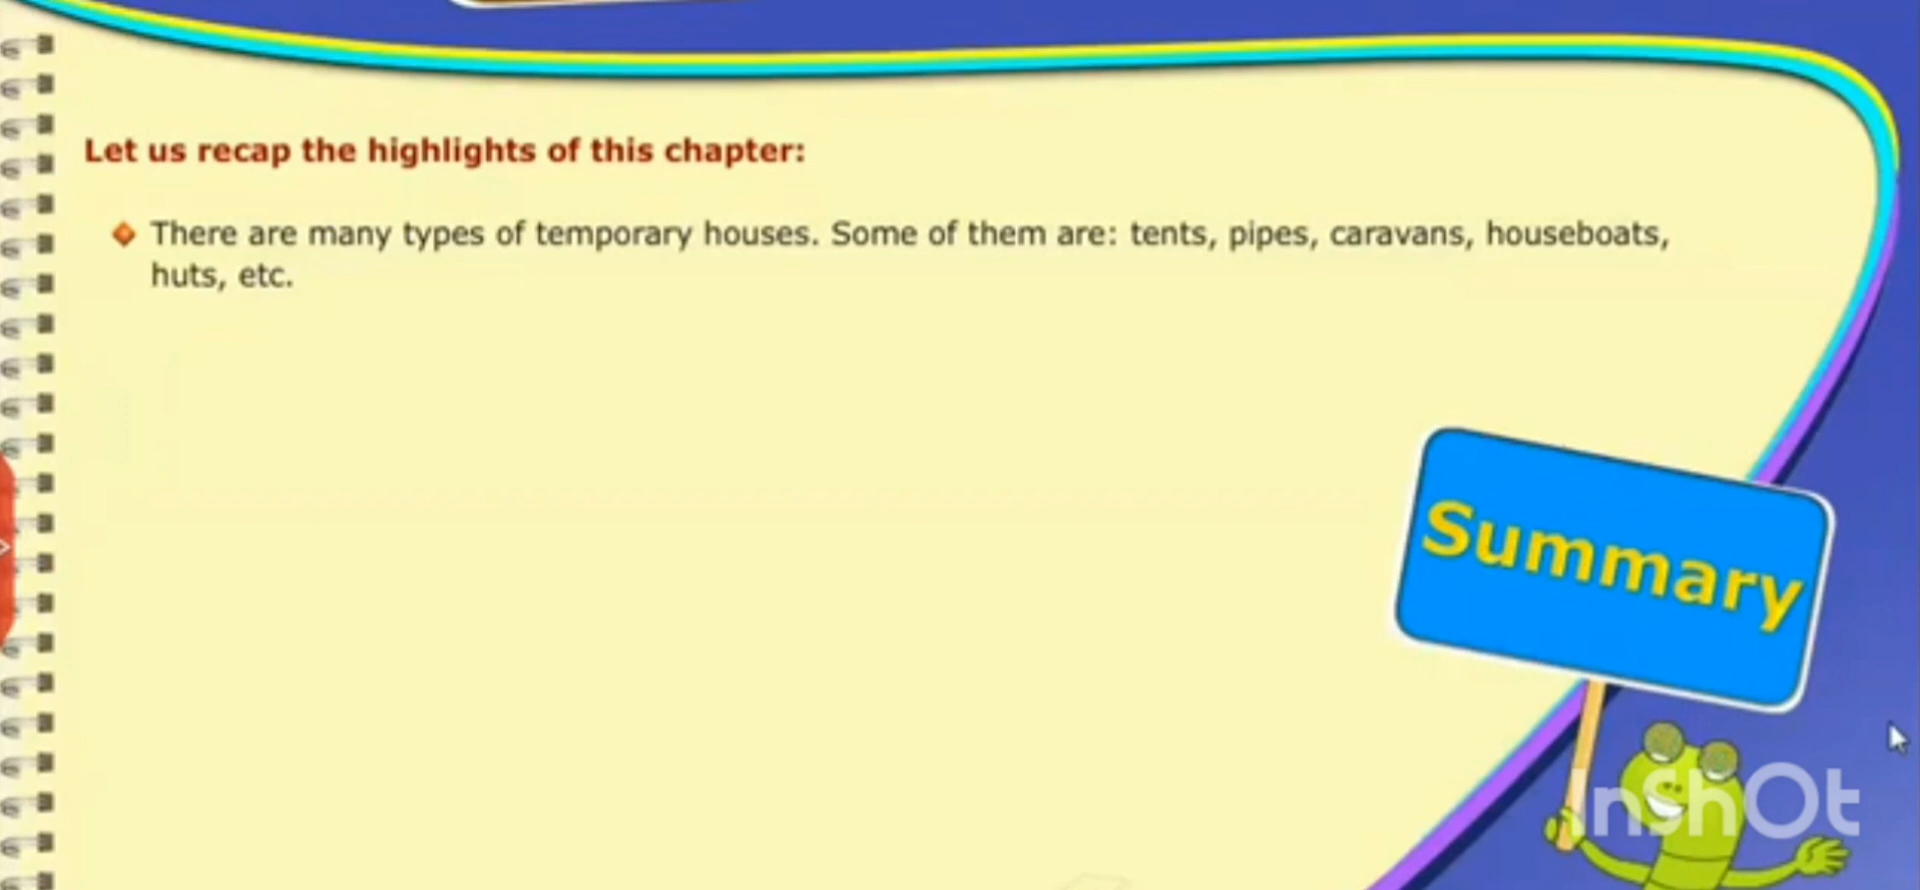 Let us recap the highlights of this chapter:
There are many types of temporary houses. Some of them are: tents, pipes, caravans, houseboats,
huts, etc.
Summary
InShOt